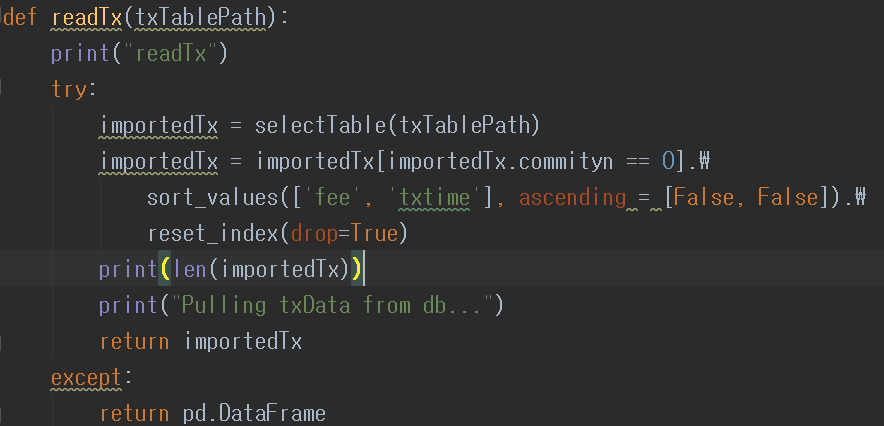 def readTx(txTablePath):
    print("readTx")
    try:
        importedTx = selectTable(txTablePath)
        importedTx = importedTx[importedTx.commityn == 0].₩
            sort_values(['fee', 'txtime'], ascending = [False, False]).₩
            reset_index(drop=True)
        print(len(importedTx))
        print("Pulling txData from db...")
        return importedTx
    except:
        return pd.DataFrame